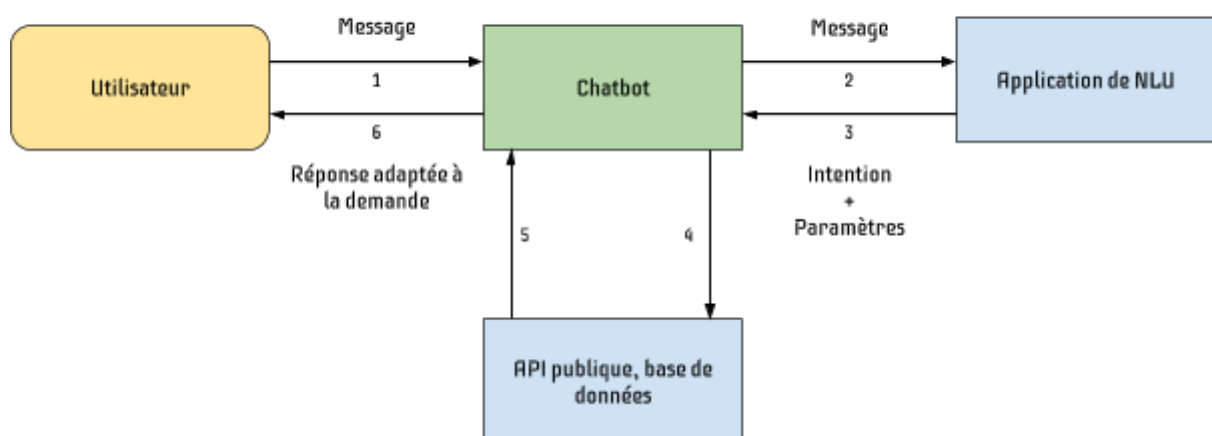 Message
Message
Utilisateur
1
Chatbot
2
Application de NLU
6
3
Réponse adaptée à
la demande
Intention
+
Paramètres
5
4
API publique, base de
données